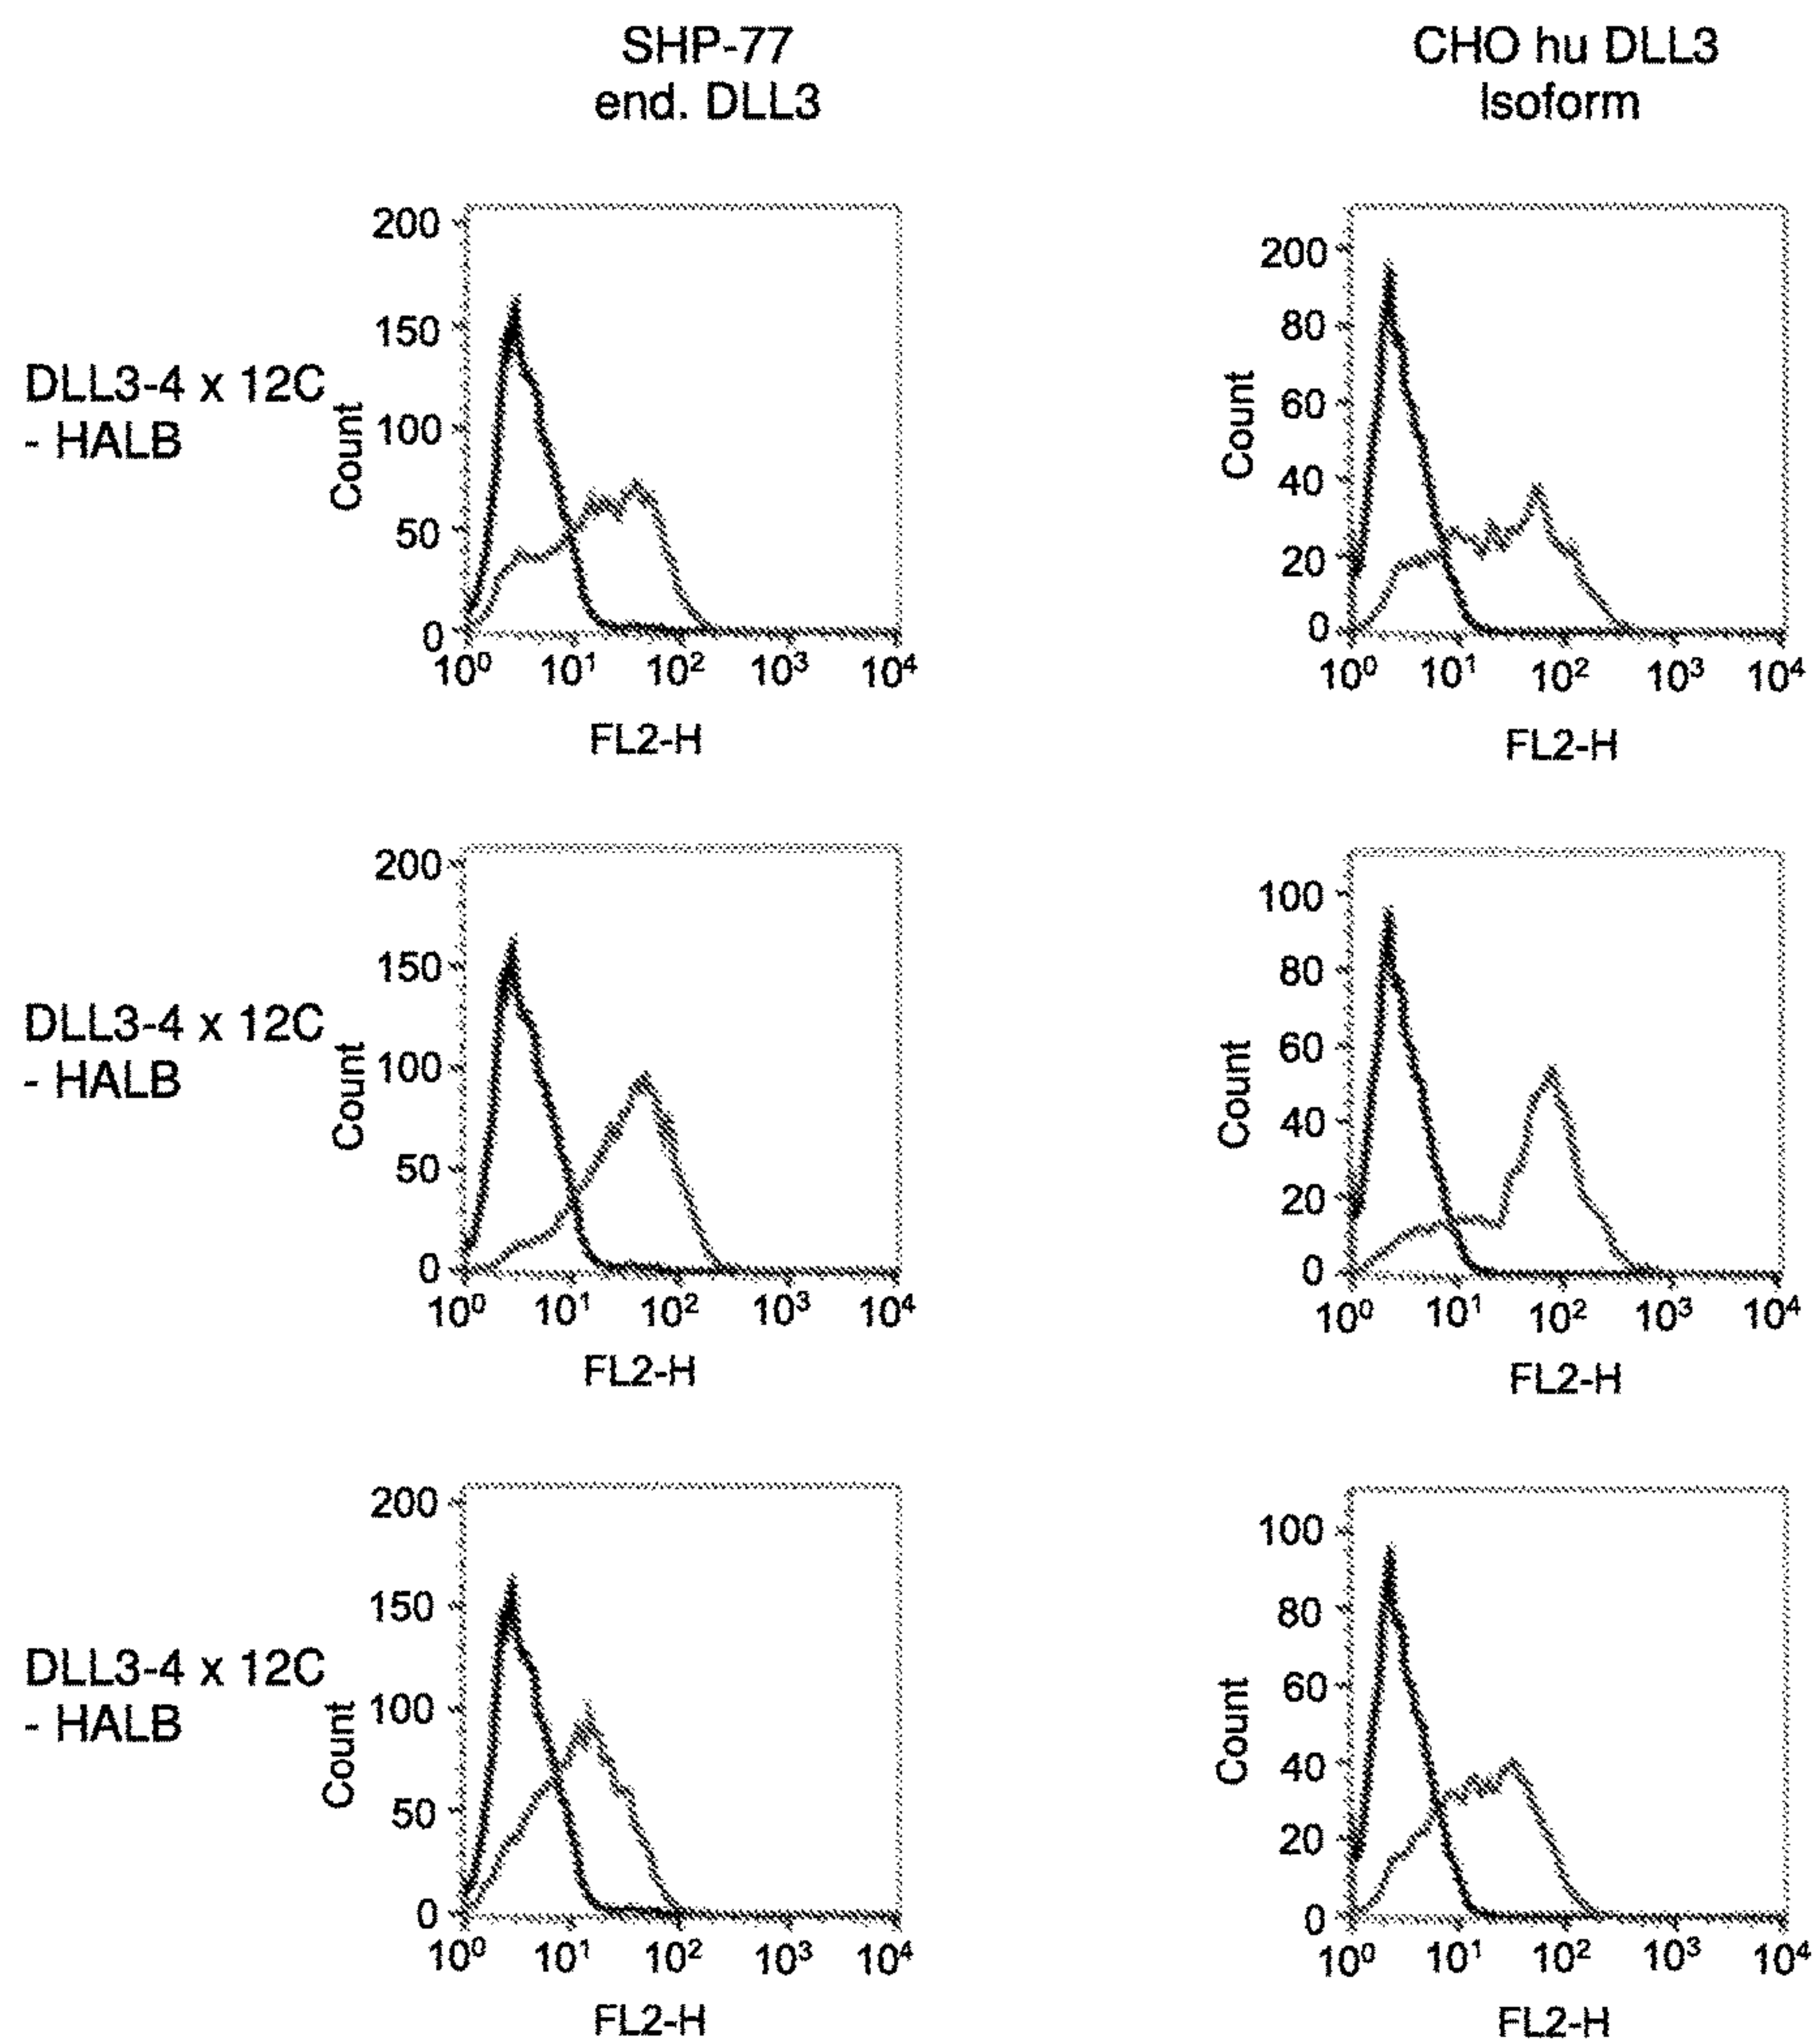 SHP-77
end. DLL3
CHO hu DLL3
Isoform
DLL3-4 x 12C
- HALB
Count
200
150
100
50
0
10⁰ 10¹ 10² 10³ 10⁴
FL2-H
Count
200
80
60
40
20
0
10⁰ 10¹ 10² 10³ 10⁴
FL2-H
DLL3-4 x 12C
- HALB
Count
200
150
100
50
0
10⁰ 10¹ 10² 10³ 10⁴
FL2-H
Count
100
80
60
40
20
0
10⁰ 10¹ 10² 10³ 10⁴
FL2-H
DLL3-4 x 12C
- HALB
Count
200
150
100
50
0
10⁰ 10¹ 10² 10³ 10⁴
FL2-H
Count
100
80
60
40
20
0
10⁰ 10¹ 10² 10³ 10⁴
FL2-H